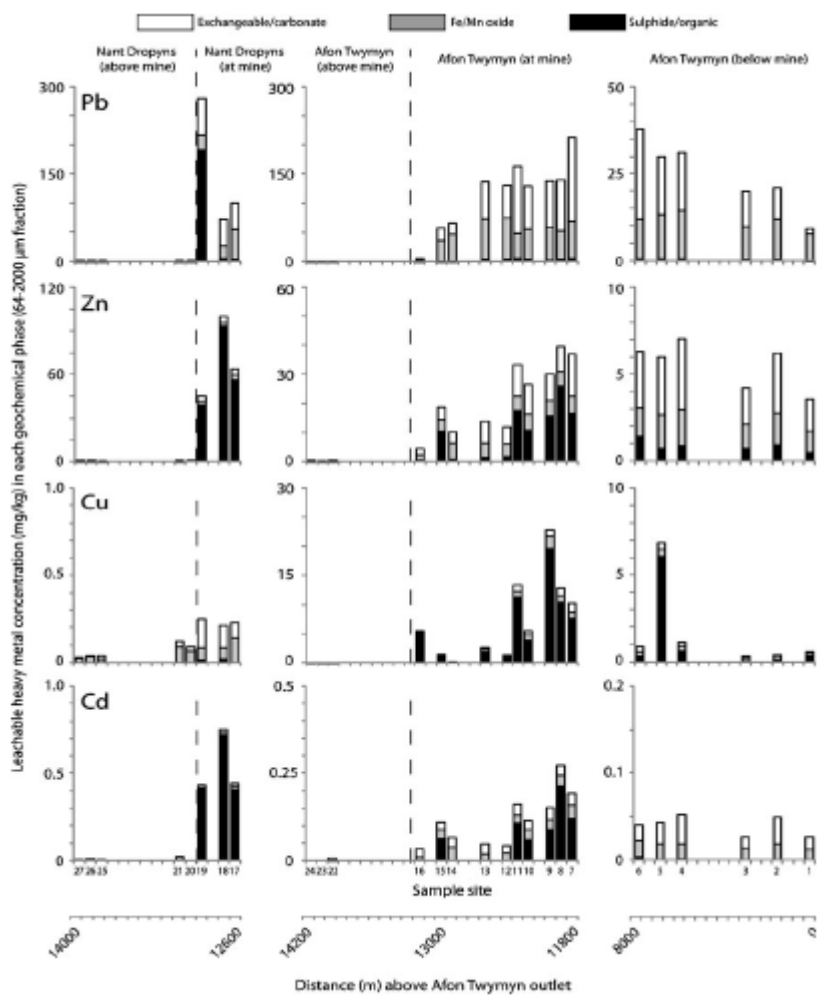 Exchangeable/carbonate Fe/Mn oxide Sulphide/organic
Nant Dropyns (above mine) Nant Dropyns (at mine) Afon Twymyn (above mine) Afon Twymyn (at mine) Afon Twymyn (below mine)
Leachable heavy metal concentration (mg/kg) in each geochemical phase (64-2000 µm fraction)
Pb
300 300 50
150 150 25
0 0 0
Zn
120 60 10
60 30 5
0 0 0
Cu
1.0 30 10
0.5 15 5
0 0 0
Cd
1.0 0.5 0.2
0.5 0.25 0.1
0 0 0
27 26 25 21 20 19 18 17 24 23 22 16 15 14 13 12 11 10 9 8 7 6 5 4 3 2 1
Sample site
14000 12600 14200 13000 11800 8000 0
Distance (m) above Afon Twymyn outlet